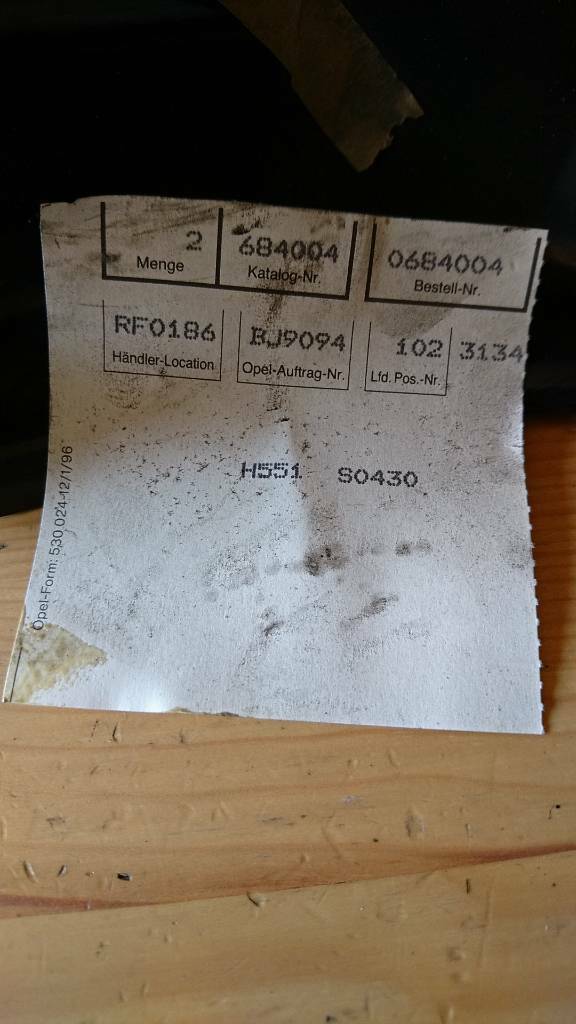 2 684004 0684004
Menge Katalog-Nr. Bestell-Nr.
RF0186 BJ9094 102 3134
Händler-Location Opel-Auftrag-Nr. Lfd. Pos.-Nr.
H551 S0430
Opel-Form: 530 024-12/1/96